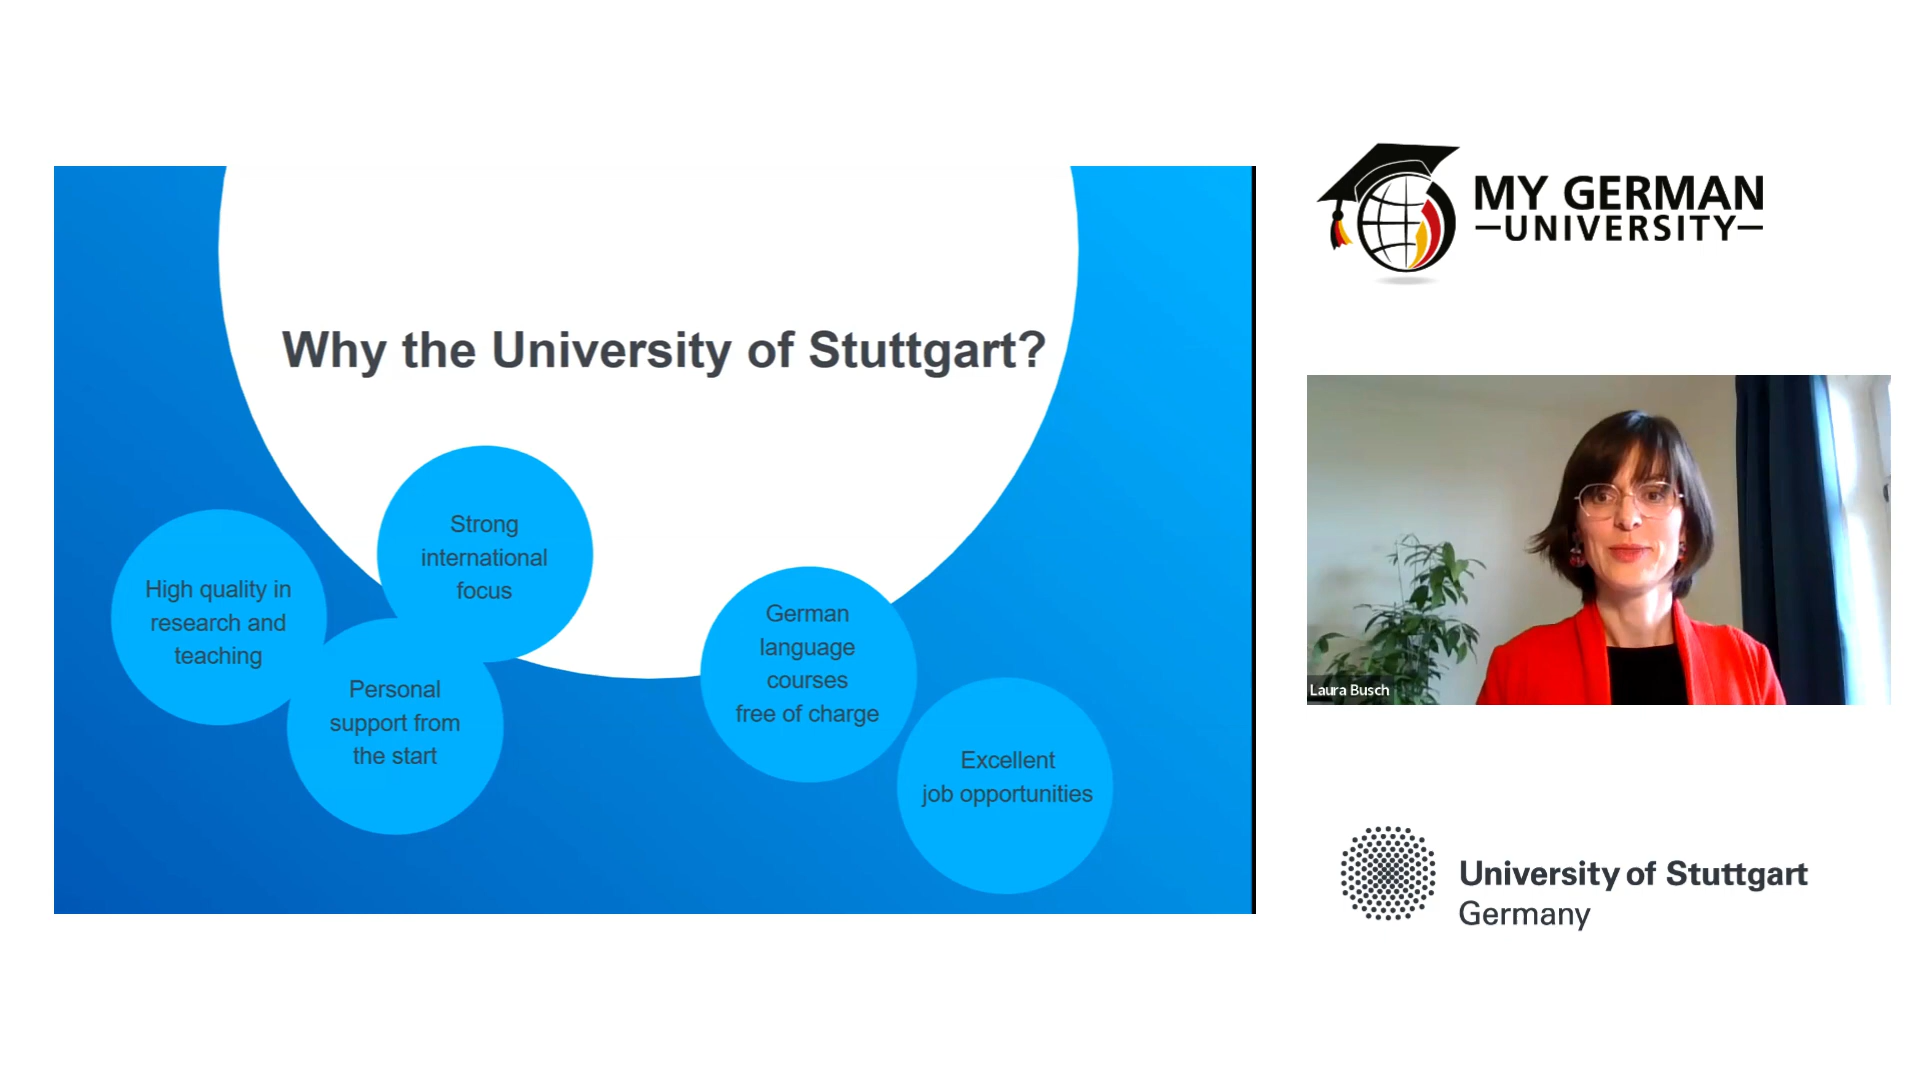 Why the University of Stuttgart?
High quality in
research and
teaching
Strong
international
focus
Personal
support from
the start
German
language
courses
free of charge
Excellent
job opportunities
MY GERMAN
UNIVERSITY
Laura Busch
University of Stuttgart
Germany